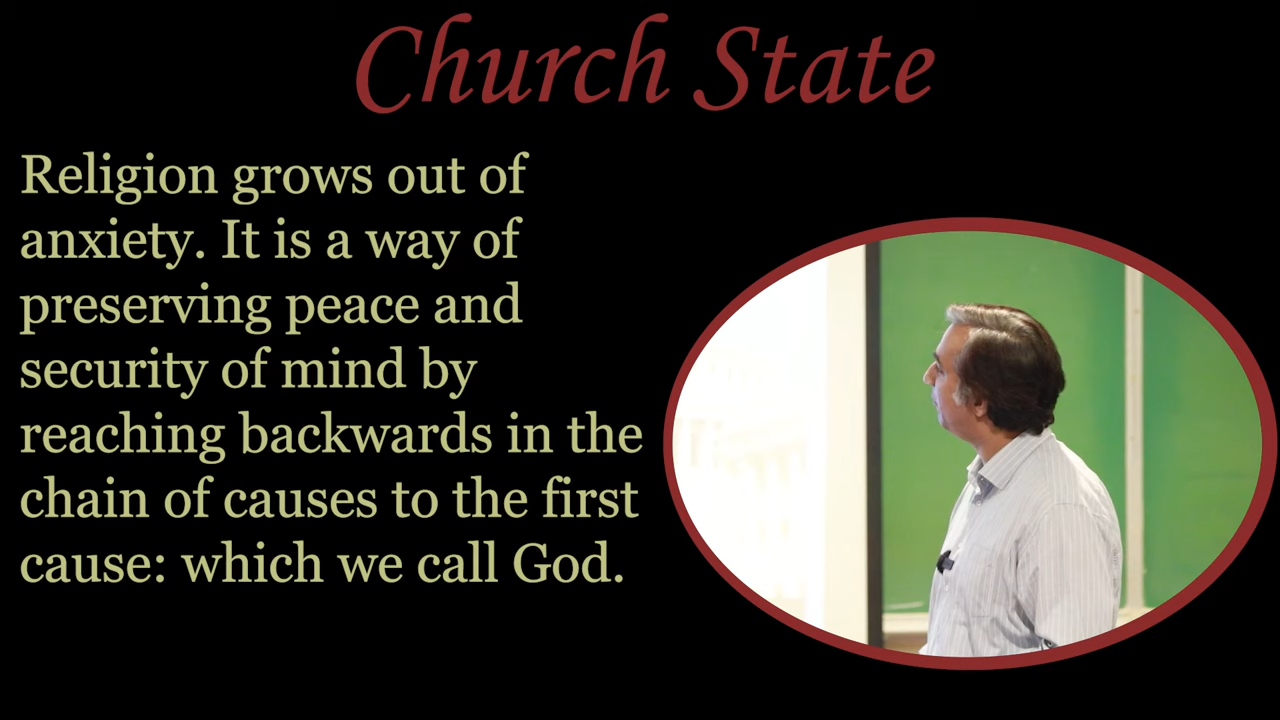 Church State
Religion grows out of
anxiety. It is a way of
preserving peace and
security of mind by
reaching backwards in the
chain of causes to the first
cause: which we call God.